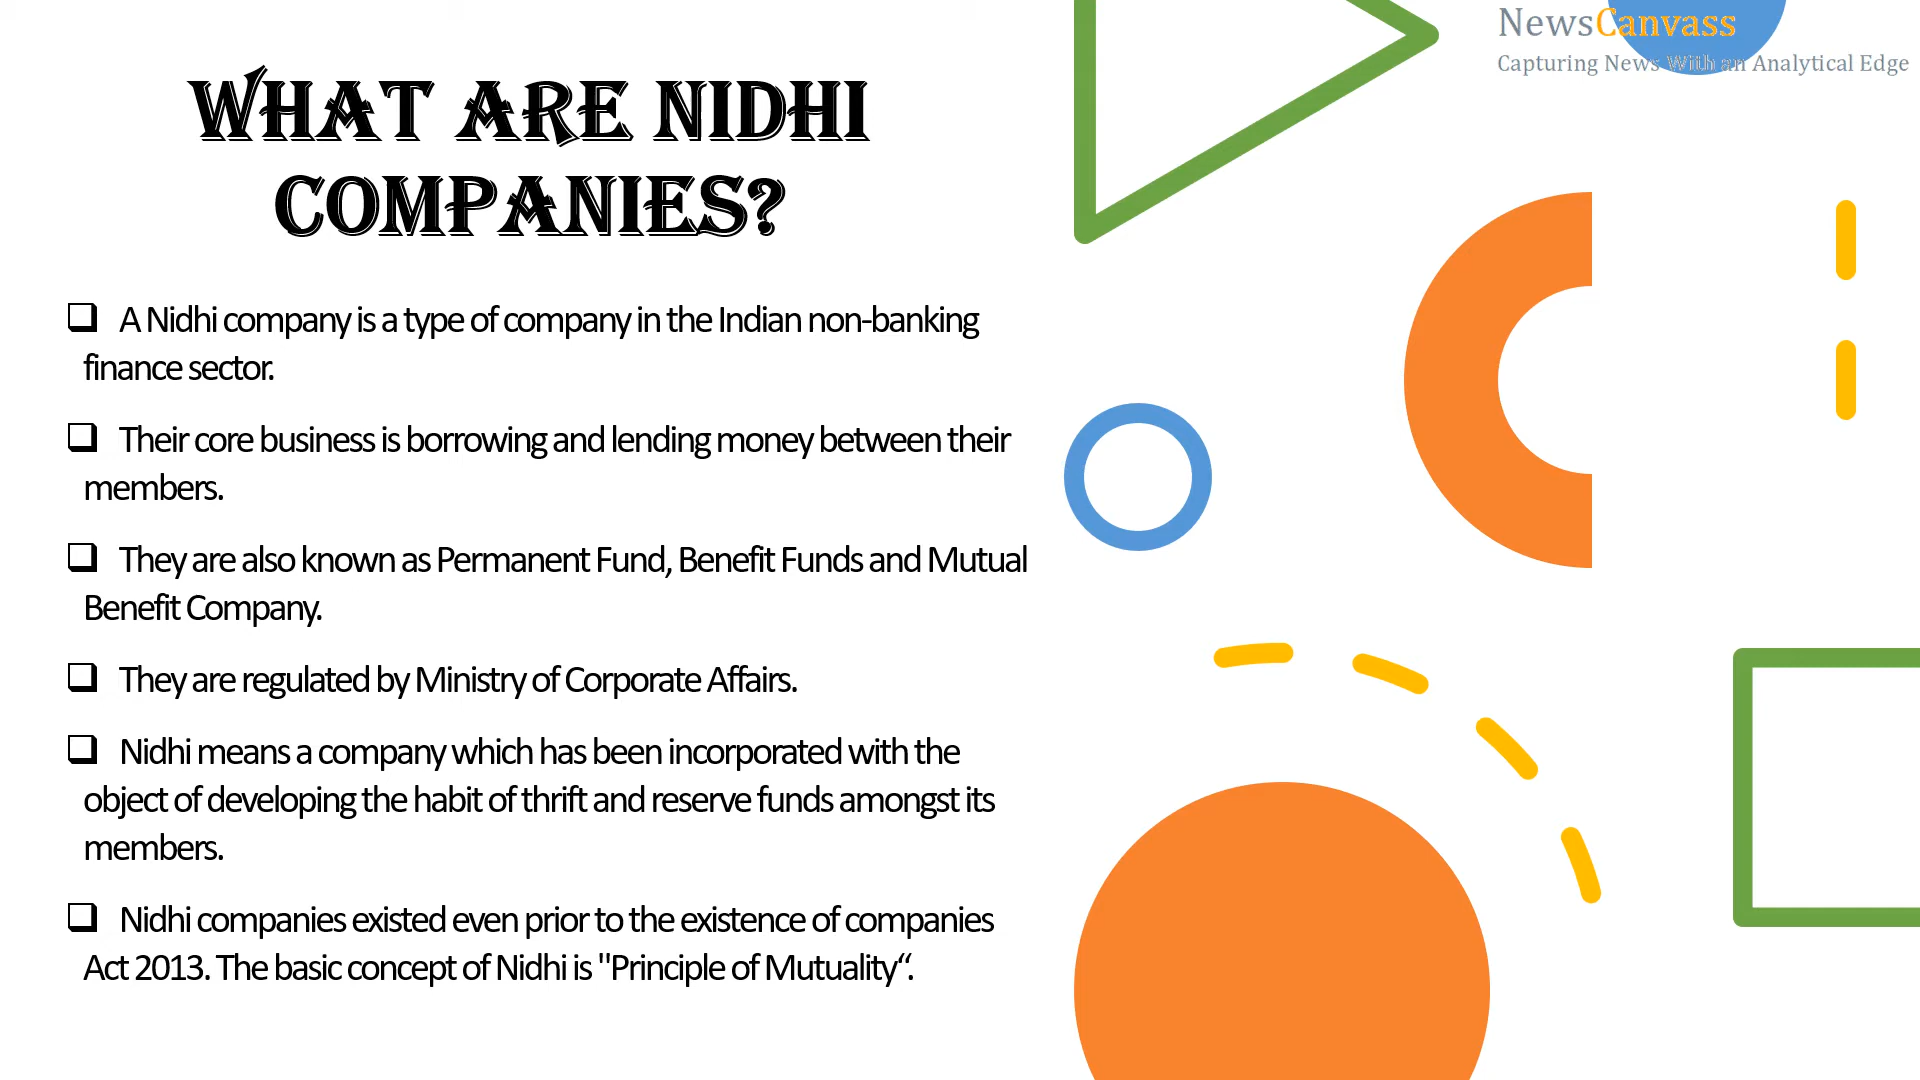 NewsCanvass
Capturing News With an Analytical Edge
WHAT ARE NIDHI
COMPANIES?
❑ A Nidhi company is a type of company in the Indian non-banking
finance sector.
❑ Their core business is borrowing and lending money between their
members.
❑ They are also known as Permanent Fund, Benefit Funds and Mutual
Benefit Company.
❑ They are regulated by Ministry of Corporate Affairs.
❑ Nidhi means a company which has been incorporated with the
object of developing the habit of thrift and reserve funds amongst its
members.
❑ Nidhi companies existed even prior to the existence of companies
Act 2013. The basic concept of Nidhi is "Principle of Mutuality“.